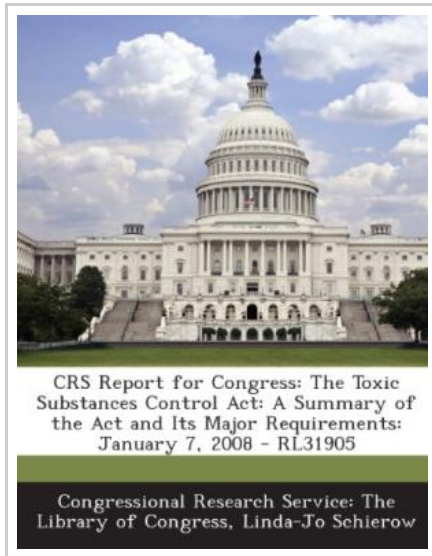 CRS Report for Congress: The Toxic
Substances Control Act: A Summary of
the Act and Its Major Requirements:
January 7, 2008 - RL31905
Congressional Research Service: The
Library of Congress, Linda-Jo Schierow